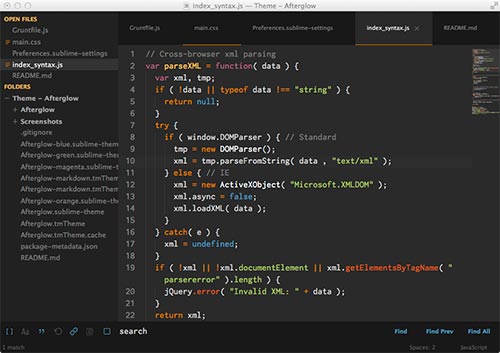 index_syntax.js — Theme - Afterglow
OPEN FILES
Gruntfile.js
main.css
Preferences.sublime-settings
index_syntax.js
README.md
FOLDERS
Theme - Afterglow
Afterglow
Screenshots
.gitignore
Afterglow-blue.sublime-theme
Afterglow-green.sublime-theme
Afterglow-magenta.sublime-theme
Afterglow-markdown.tmTheme
Afterglow-orange.sublime-theme
Afterglow.sublime-theme
Afterglow.tmTheme
Afterglow.tmTheme.cache
package-metadata.json
README.md
Gruntfile.js main.css Preferences.sublime-settings index_syntax.js README.md
1 // Cross-browser xml parsing
2 var parseXML = function( data ) {
3 var xml, tmp;
4 if ( !data || typeof data !== "string" ) {
5 return null;
6 }
7 try {
8 if ( window.DOMParser ) { // Standard
9 tmp = new DOMParser();
10 xml = tmp.parseFromString( data , "text/xml" );
11 } else { // IE
12 xml = new ActiveXObject( "Microsoft.XMLDOM" );
13 xml.async = false;
14 xml.loadXML( data );
15 }
16 } catch( e ) {
17 xml = undefined;
18 }
19 if ( !xml || !xml.documentElement || xml.getElementsByTagName( "
parsererror" ).length ) {
20 jQuery.error( "Invalid XML: " + data );
21 }
22 return xml;
search Find Find Prev Find All
1 match Spaces: 2 JavaScript